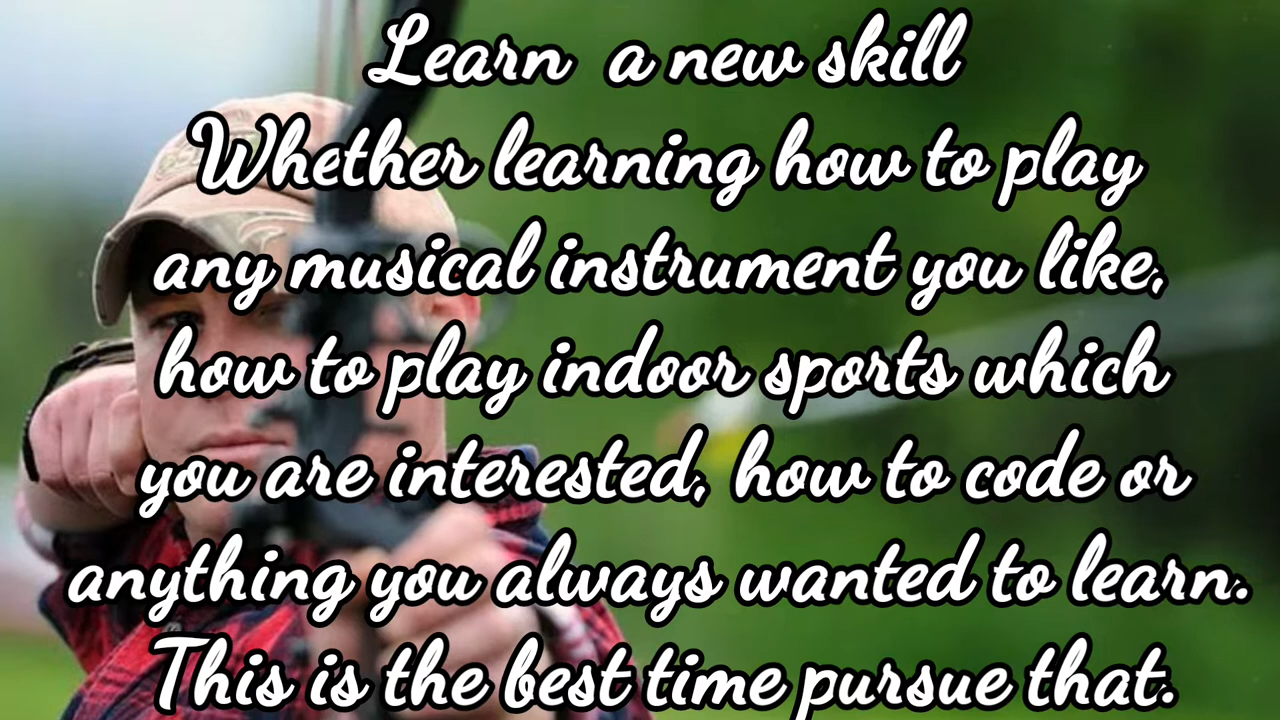 Learn a new skill
Whether learning how to play
any musical instrument you like,
how to play indoor sports which
you are interested, how to code or
anything you always wanted to learn.
This is the best time pursue that.